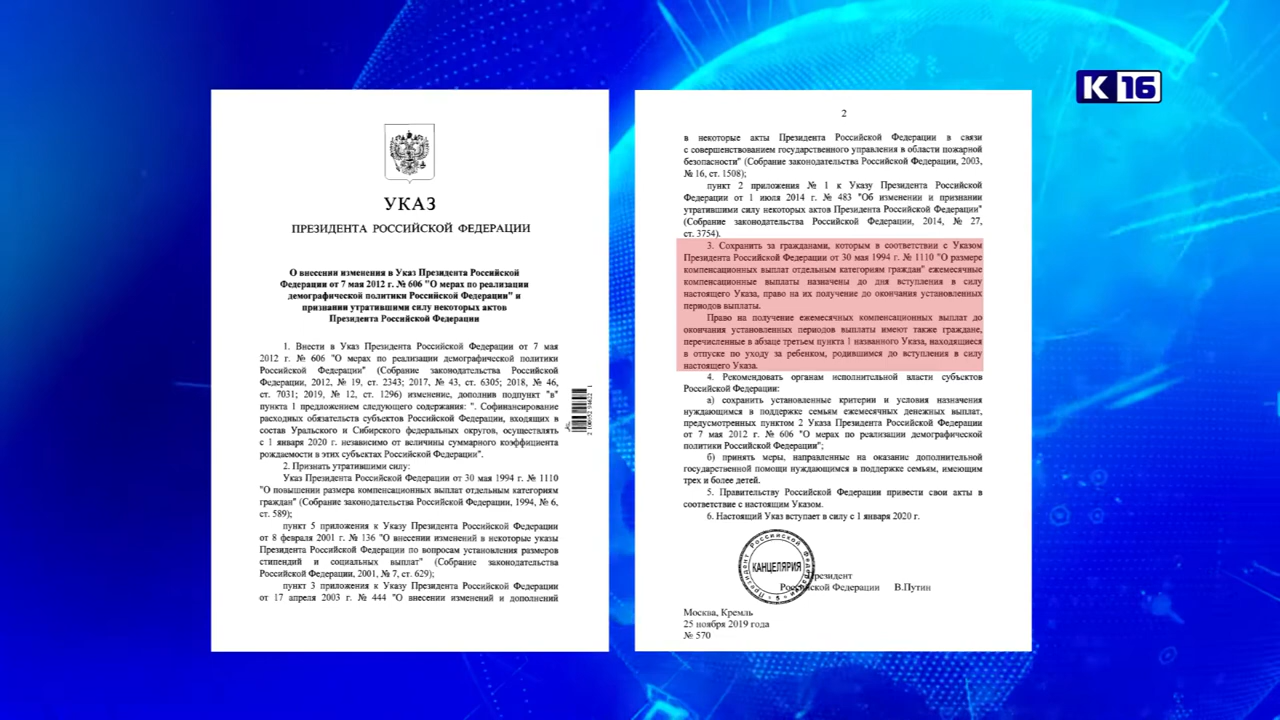 К 16
УКАЗ
ПРЕЗИДЕНТА РОССИЙСКОЙ ФЕДЕРАЦИИ
О внесении изменения в Указ Президента Российской
Федерации от 7 мая 2012 г. № 606 "О мерах по реализации
демографической политики Российской Федерации" и
признании утратившими силу некоторых актов
Президента Российской Федерации
1. Внести в Указ Президента Российской Федерации от 7 мая
2012 г. № 606 "О мерах по реализации демографической политики
Российской Федерации" (Собрание законодательства Российской
Федерации, 2012, № 19, ст. 2343; 2017, № 43, ст. 6305; 2018, № 46,
ст. 7031; 2019, № 12, ст. 1296) изменение, дополнив подпункт "в"
пункта 1 предложением следующего содержания: ". Софинансирование
расходных обязательств субъектов Российской Федерации, входящих в
состав Уральского и Сибирского федеральных округов, осуществлять
с 1 января 2020 г. независимо от величины суммарного коэффициента
рождаемости в этих субъектах Российской Федерации".
2. Признать утратившими силу:
Указ Президента Российской Федерации от 30 мая 1994 г. № 1110
"О повышении размера компенсационных выплат отдельным категориям
граждан" (Собрание законодательства Российской Федерации, 1994, № 6,
ст. 589);
пункт 5 приложения к Указу Президента Российской Федерации
от 8 февраля 2001 г. № 136 "О внесении изменений в некоторые указы
Президента Российской Федерации по вопросам установления размеров
стипендий и социальных выплат" (Собрание законодательства
Российской Федерации, 2001, № 7, ст. 629);
пункт 3 приложения к Указу Президента Российской Федерации
от 17 апреля 2003 г. № 444 "О внесении изменений и дополнений
2
в некоторые акты Президента Российской Федерации в связи
с совершенствованием государственного управления в области пожарной
безопасности" (Собрание законодательства Российской Федерации, 2003,
№ 16, ст. 1508);
пункт 2 приложения № 1 к Указу Президента Российской
Федерации от 1 июля 2014 г. № 483 "Об изменении и признании
утратившими силу некоторых актов Президента Российской Федерации"
(Собрание законодательства Российской Федерации, 2014, № 27,
ст. 3754).
3. Сохранить за гражданами, которым в соответствии с Указом
Президента Российской Федерации от 30 мая 1994 г. № 1110 "О размере
компенсационных выплат отдельным категориям граждан" ежемесячные
компенсационные выплаты назначены до дня вступления в силу
настоящего Указа, право на их получение до окончания установленных
периодов выплаты.
Право на получение ежемесячных компенсационных выплат до
окончания установленных периодов выплаты имеют также граждане,
перечисленные в абзаце третьем пункта 1 названного Указа, находящиеся
в отпуске по уходу за ребенком, родившимся до вступления в силу
настоящего Указа.
4. Рекомендовать органам исполнительной власти субъектов
Российской Федерации:
а) сохранить установленные критерии и условия назначения
нуждающимся в поддержке семьям ежемесячных денежных выплат,
предусмотренных пунктом 2 Указа Президента Российской Федерации
от 7 мая 2012 г. № 606 "О мерах по реализации демографической
политики Российской Федерации";
б) принять меры, направленные на оказание дополнительной
государственной помощи нуждающимся в поддержке семьям, имеющим
трех и более детей.
5. Правительству Российской Федерации привести свои акты в
соответствие с настоящим Указом.
6. Настоящий Указ вступает в силу с 1 января 2020 г.
КАНЦЕЛЯРИЯ
Президент
Российской Федерации В.Путин
Москва, Кремль
25 ноября 2019 года
№ 570